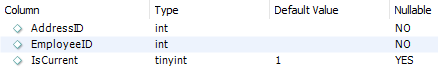 Column Type Default Value Nullable
AddressID int NO
EmployeeID int NO
IsCurrent tinyint 1 YES